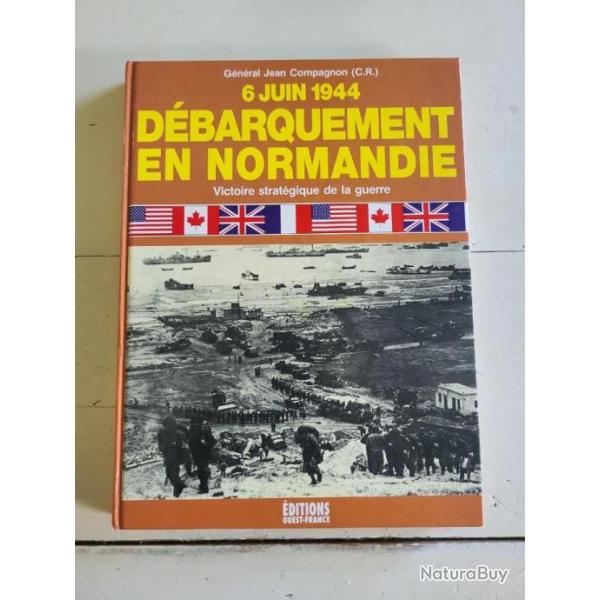 Général Jean Compagnon (C.R.)
6 JUIN 1944
DÉBARQUEMENT
EN NORMANDIE
Victoire stratégique de la guerre
ÉDITIONS
OUEST-FRANCE
NaturaBuy